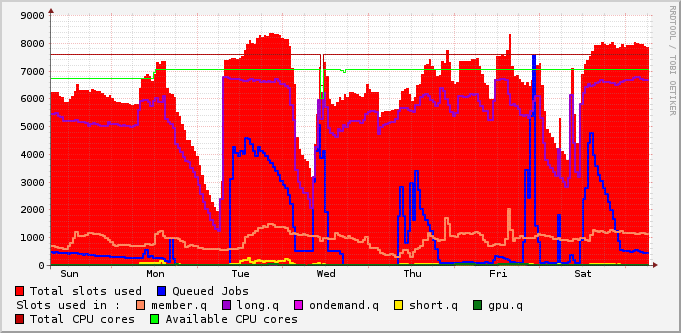 9000
8000
7000
6000
5000
4000
3000
2000
1000
0
Sun Mon Tue Wed Thu Fri Sat
Total slots used Queued Jobs
Slots used in : member.q long.q ondemand.q short.q gpu.q
Total CPU cores Available CPU cores
RRDTOOL / TOBI OETIKER